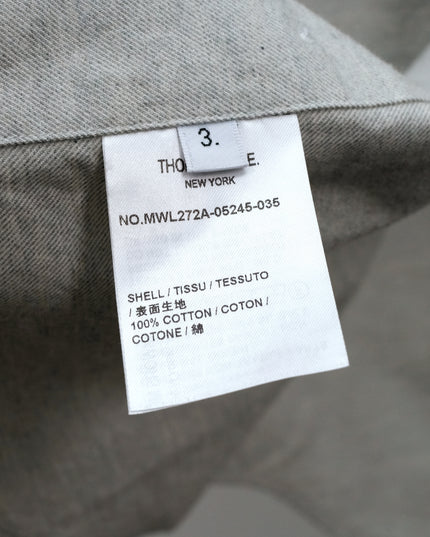 3.
THO E.
NEW YORK
NO.MWL272A-05245-035
SHELL / TISSU / TESSUTO
/ 表面生地
100% COTTON / COTON /
COTONE / 綿